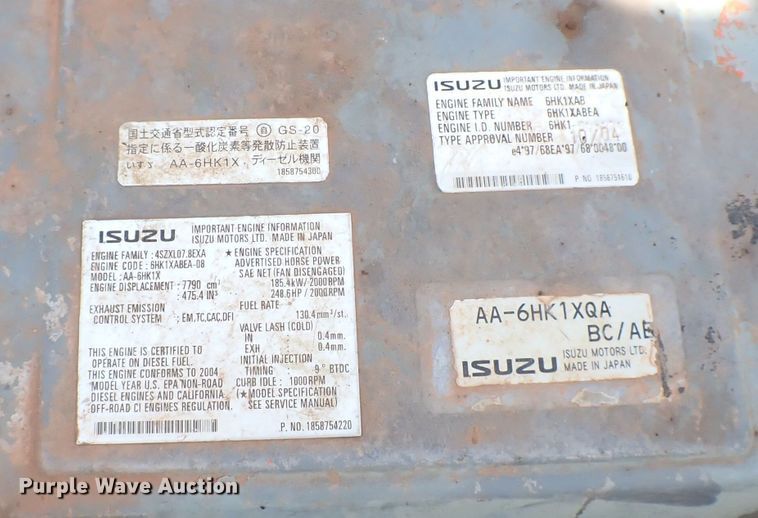 国土交通省型式認定番号 自 GS-20
指定に係る一酸化炭素等発散防止装置
いすゞ AA-6HK1X, ディーゼル機関
1858754300
ISUZU IMPORTANT ENGINE INFORMATION
ISUZU MOTORS LTD. MADE IN JAPAN
ENGINE FAMILY NAME 6HK1XAB
ENGINE TYPE 6HK1XABEA
ENGINE I.D. NUMBER 6HK1
TYPE APPROVAL NUMBER 10/04
e4*97/68EA*97/68*0048*00
P NO. 1858754610
ISUZU IMPORTANT ENGINE INFORMATION
ISUZU MOTORS LTD. MADE IN JAPAN
ENGINE FAMILY : 4SZXL07.8EXA
ENGINE CODE : 6HK1XABEA-08
MODEL : AA-6HK1X
ENGINE DISPLACEMENT : 7790 cm³
: 475.4 IN³
EXHAUST EMISSION
CONTROL SYSTEM : EM,TC,CAC,DFI
THIS ENGINE IS CERTIFIED TO
OPERATE ON DIESEL FUEL.
THIS ENGINE CONFORMS TO 2004
MODEL YEAR U.S. EPA NON-ROAD
DIESEL ENGINES AND CALIFORNIA
OFF-ROAD CI ENGINES REGULATION.
★ ENGINE SPECIFICATION
ADVERTISED HORSE POWER
SAE NET (FAN DISENGAGED)
185.4kW/2000RPM
248.6HP/2000RPM
FUEL RATE
130.4mm³/st.
VALVE LASH (COLD)
IN : 0.4mm.
EXH : 0.4mm.
INITIAL INJECTION
TIMING : 9° BTDC
CURB IDLE : 1000RPM
(★MODEL SPECIFICATION
SEE SERVICE MANUAL)
P. NO. 1858754220
AA-6HK1XQA
BC/AE
ISUZU ISUZU MOTORS LTD.
MADE IN JAPAN
Purple Wave Auction